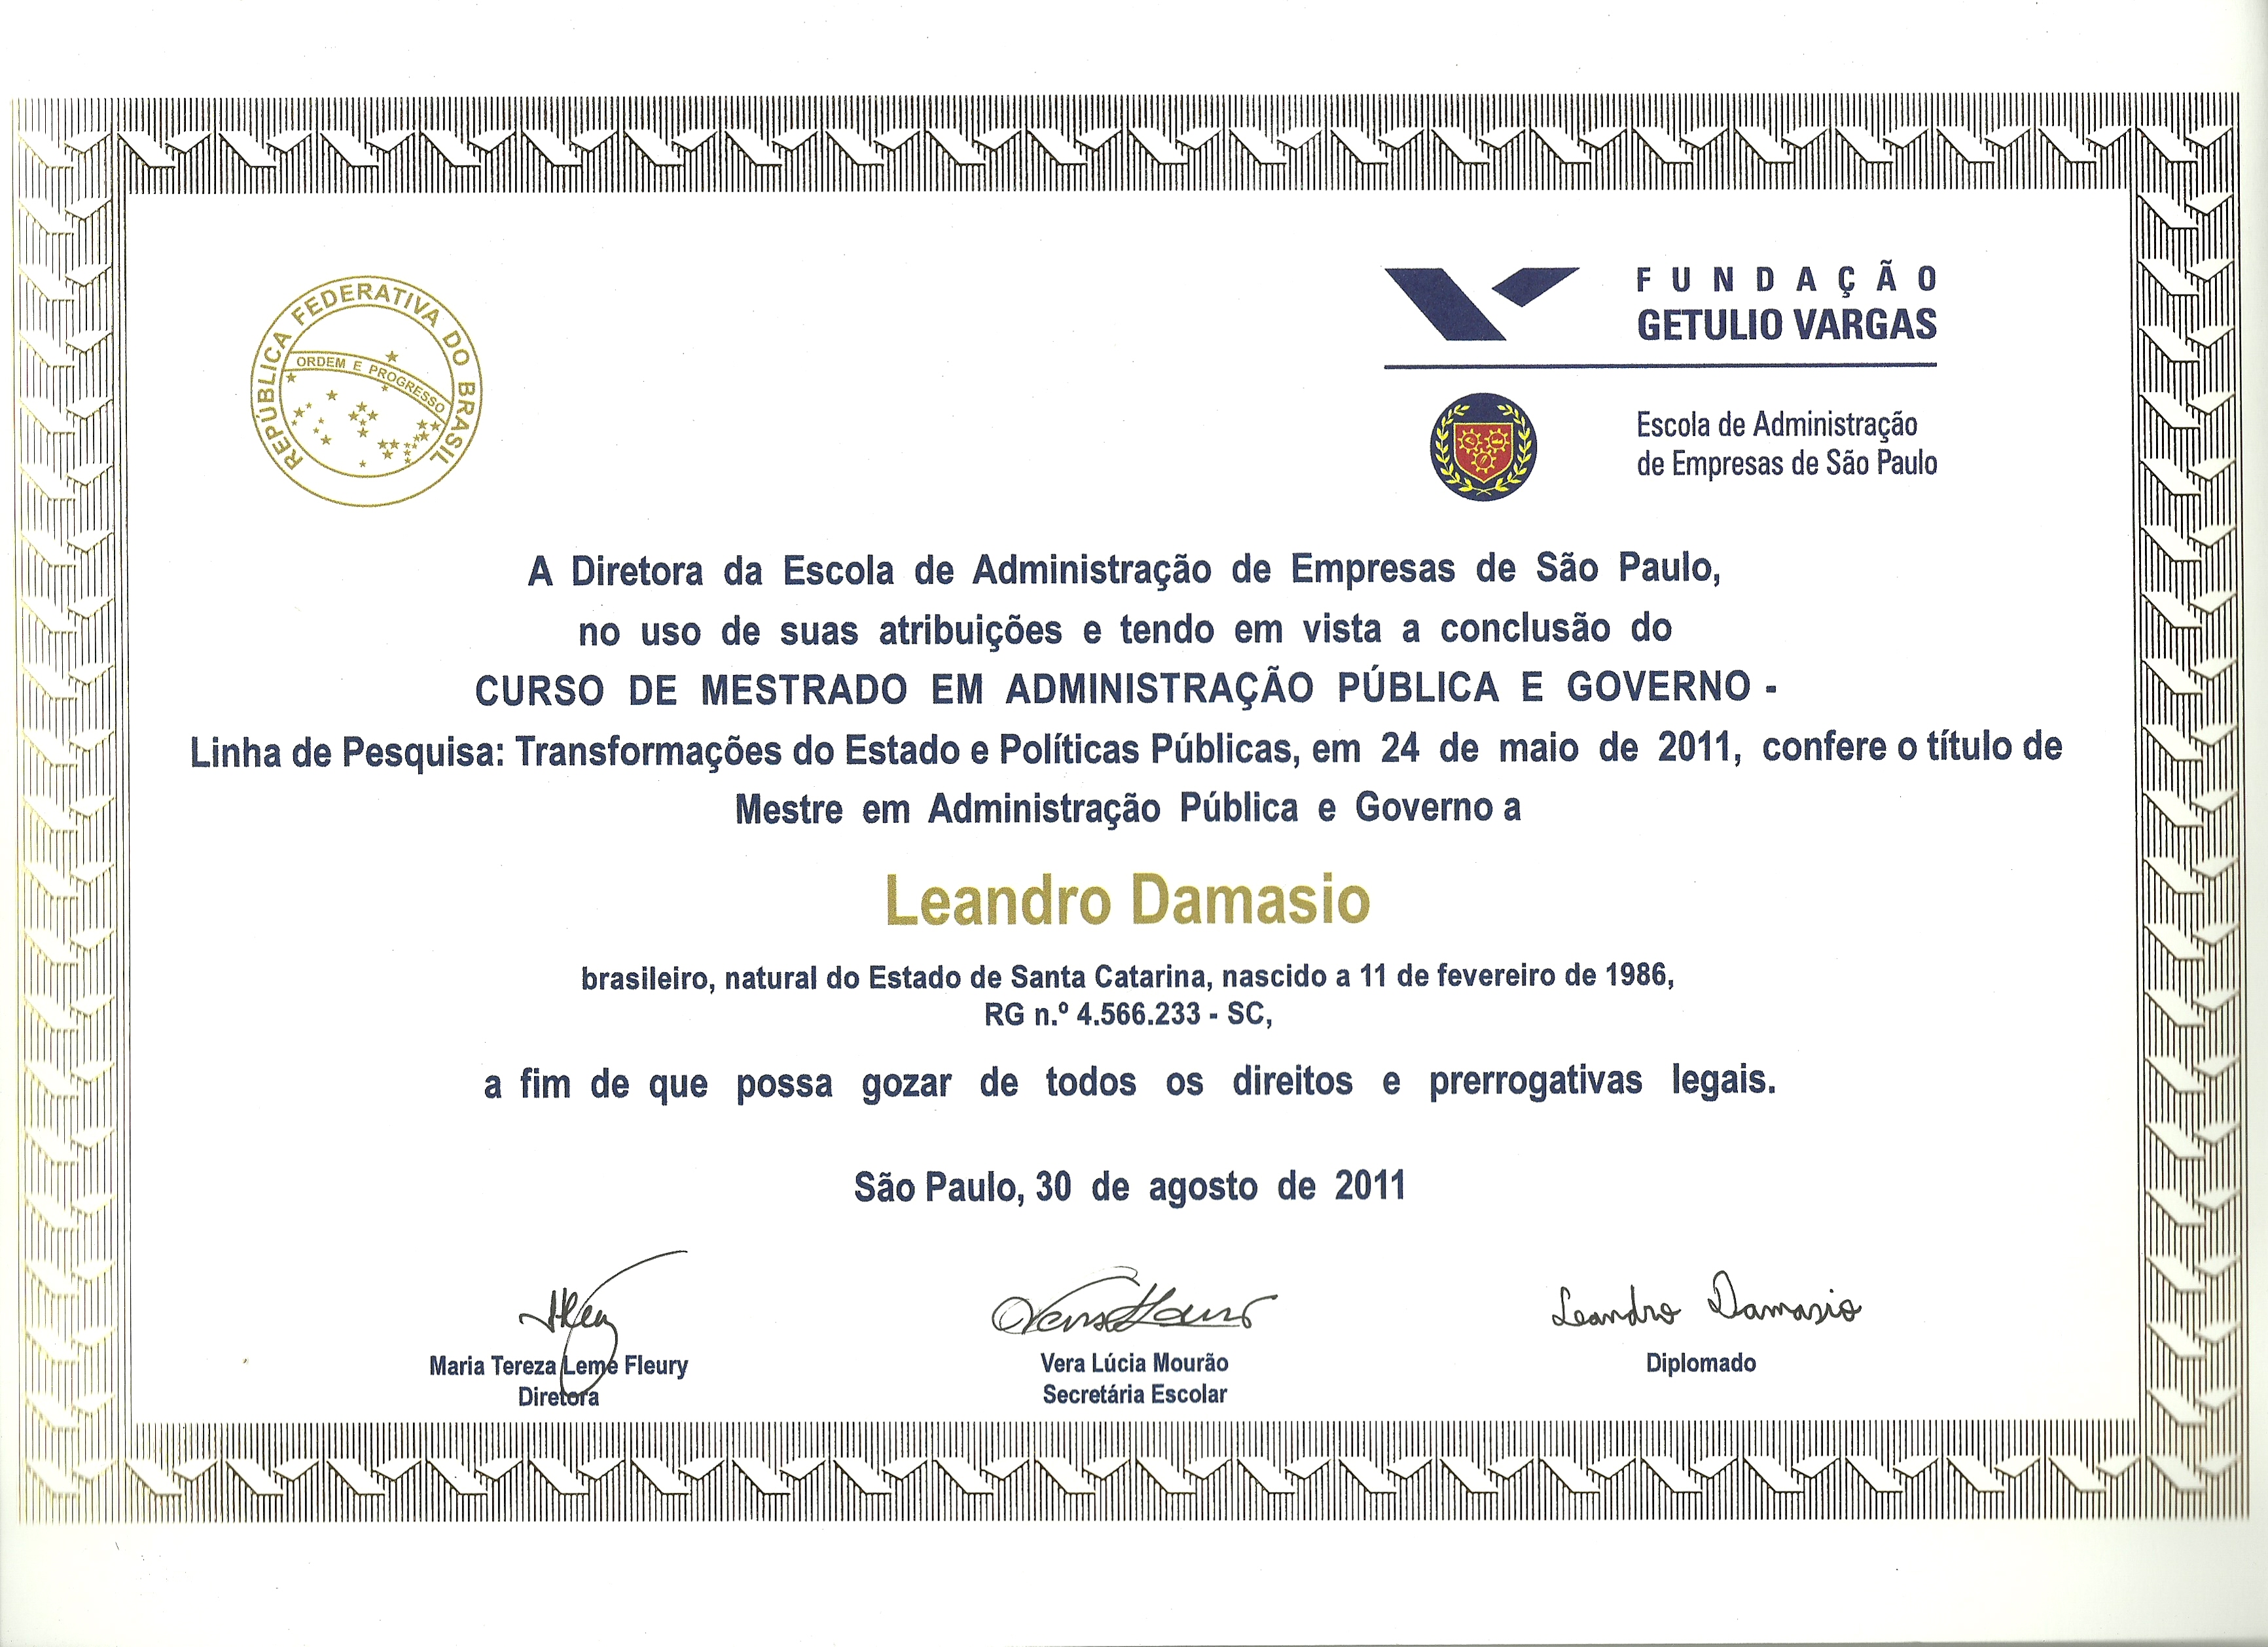 REPÚBLICA FEDERATIVA DO BRASIL
ORDEM E PROGRESSO
FUNDAÇÃO
GETULIO VARGAS
Escola de Administração
de Empresas de São Paulo
A Diretora da Escola de Administração de Empresas de São Paulo,
no uso de suas atribuições e tendo em vista a conclusão do
CURSO DE MESTRADO EM ADMINISTRAÇÃO PÚBLICA E GOVERNO -
Linha de Pesquisa: Transformações do Estado e Políticas Públicas, em 24 de maio de 2011, confere o título de
Mestre em Administração Pública e Governo a
Leandro Damasio
brasileiro, natural do Estado de Santa Catarina, nascido a 11 de fevereiro de 1986,
RG n.º 4.566.233 - SC,
a fim de que possa gozar de todos os direitos e prerrogativas legais.
São Paulo, 30 de agosto de 2011
Leandro Damasio
Maria Tereza Leme Fleury
Diretora
Vera Lúcia Mourão
Secretária Escolar
Diplomado